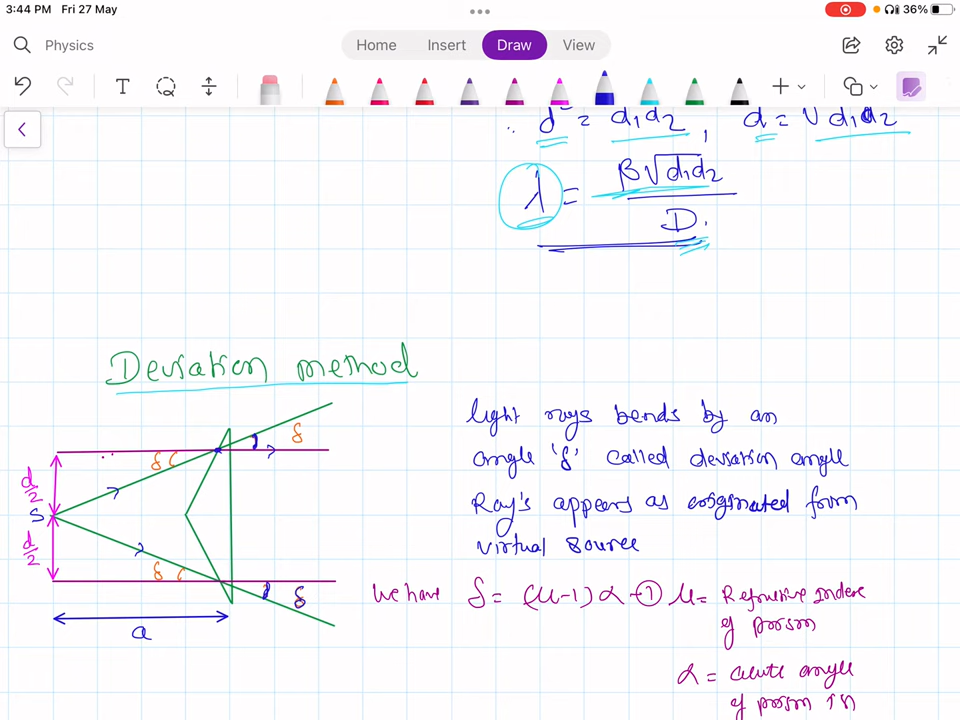 3:44 PM Fri 27 May
36%
Physics
Home Insert Draw View
∴ d² = d₁d₂, d = √d₁d₂
λ = β√d₁d₂ / D.
Deviation method
light rays bends by an
angle 'δ' called deviation angle
Ray's appears as originated from
virtual source
δ
δ
d/2
S
d/2
δ
δ
a
We have δ = (μ-1) α -① μ = Refractive index
of prism
α = acute angle
of prism in